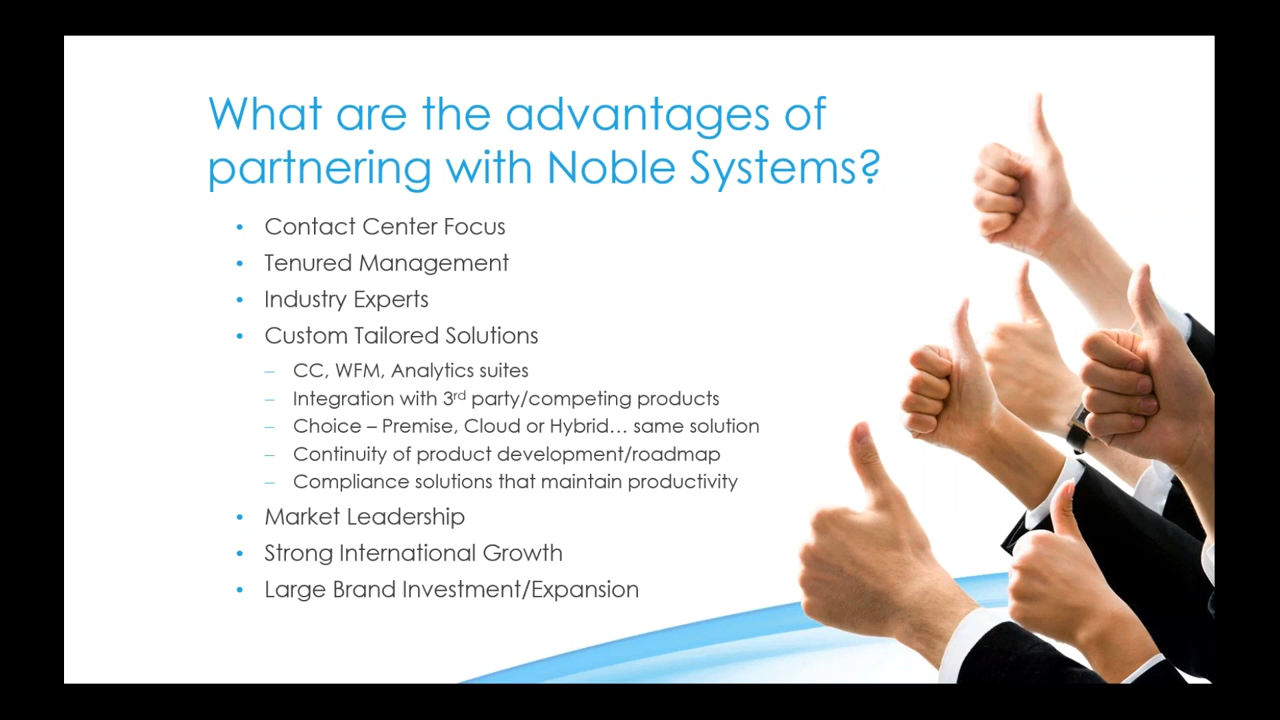 What are the advantages of
partnering with Noble Systems?
• Contact Center Focus
• Tenured Management
• Industry Experts
• Custom Tailored Solutions
– CC, WFM, Analytics suites
– Integration with 3rd party/competing products
– Choice – Premise, Cloud or Hybrid… same solution
– Continuity of product development/roadmap
– Compliance solutions that maintain productivity
• Market Leadership
• Strong International Growth
• Large Brand Investment/Expansion